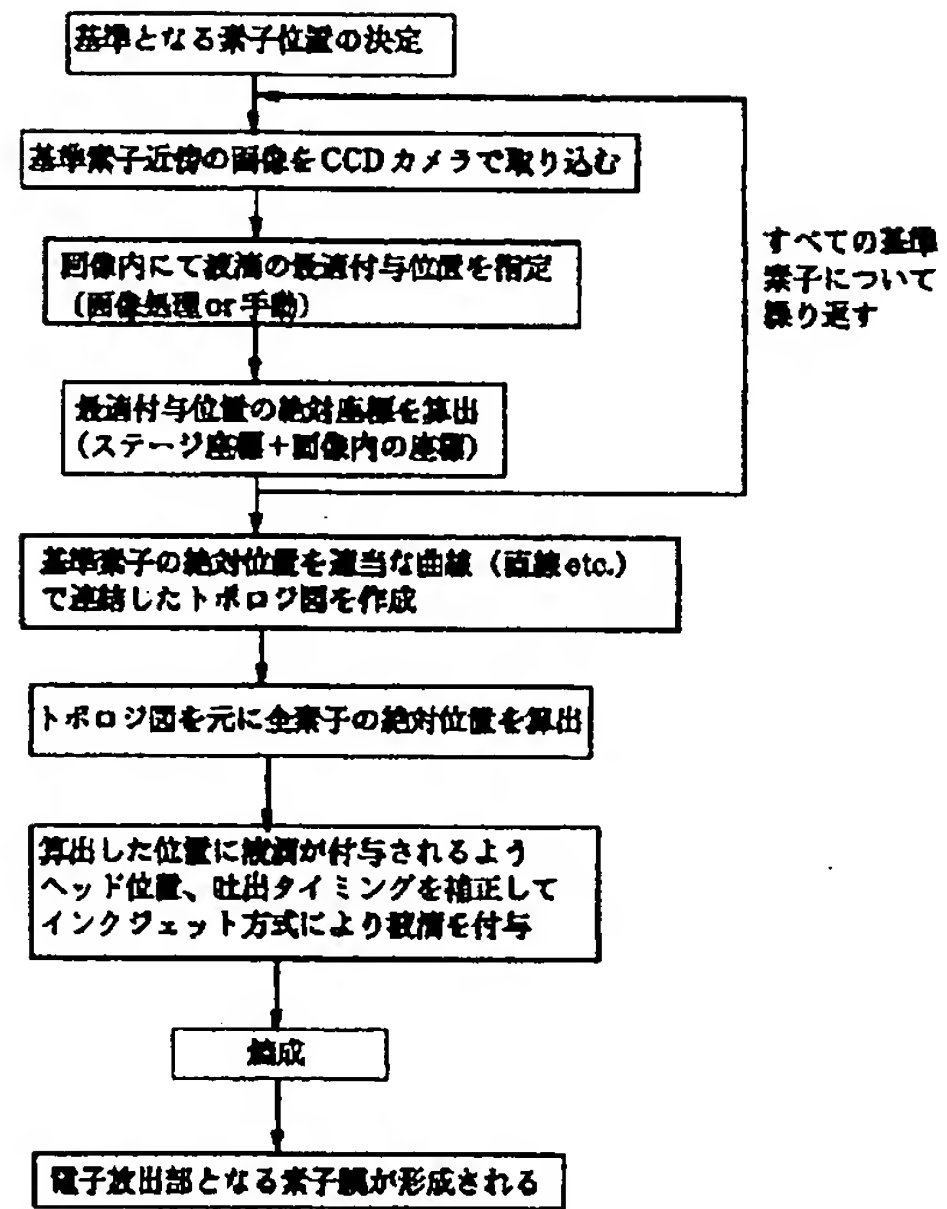 基準となる素子位置の決定
基準素子近傍の画像をCCDカメラで取り込む
画像内にて液滴の最適付与位置を指定
(画像処理or手動)
最適付与位置の絶対座標を算出
(ステージ座標+画像内の座標)
すべての基準
素子について
繰り返す
基準素子の絶対位置を適当な曲線(直線etc.)
で連結したトポロジ図を作成
トポロジ図を元に全素子の絶対位置を算出
算出した位置に液滴が付与されるよう
ヘッド位置、吐出タイミングを補正して
インクジェット方式により液滴を付与
焼成
電子放出部となる素子膜が形成される